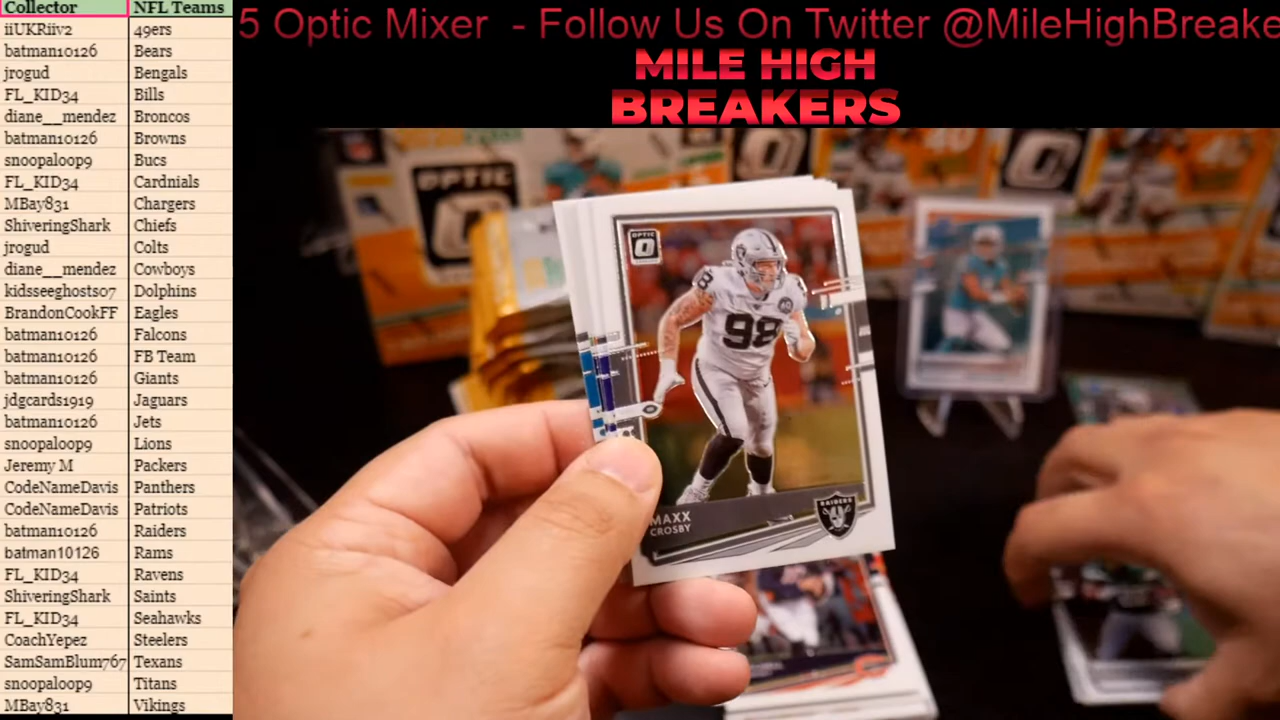 Collector NFL Teams
iiUKRiiv2 49ers
batman10126 Bears
jrogud Bengals
FL_KID34 Bills
diane__mendez Broncos
batman10126 Browns
snoopaloop9 Bucs
FL_KID34 Cardnials
MBay831 Chargers
ShiveringShark Chiefs
jrogud Colts
diane__mendez Cowboys
kidsseeghosts07 Dolphins
BrandonCookFF Eagles
batman10126 Falcons
batman10126 FB Team
batman10126 Giants
jdgcards1919 Jaguars
batman10126 Jets
snoopaloop9 Lions
Jeremy M Packers
CodeNameDavis Panthers
CodeNameDavis Patriots
batman10126 Raiders
batman10126 Rams
FL_KID34 Ravens
ShiveringShark Saints
FL_KID34 Seahawks
CoachYepez Steelers
SamSamBlum767 Texans
snoopaloop9 Titans
MBay831 Vikings
5 Optic Mixer - Follow Us On Twitter @MileHighBreake
MILE HIGH
BREAKERS
OPTIC
OPTIC
98
MAXX
CROSBY
RAIDERS